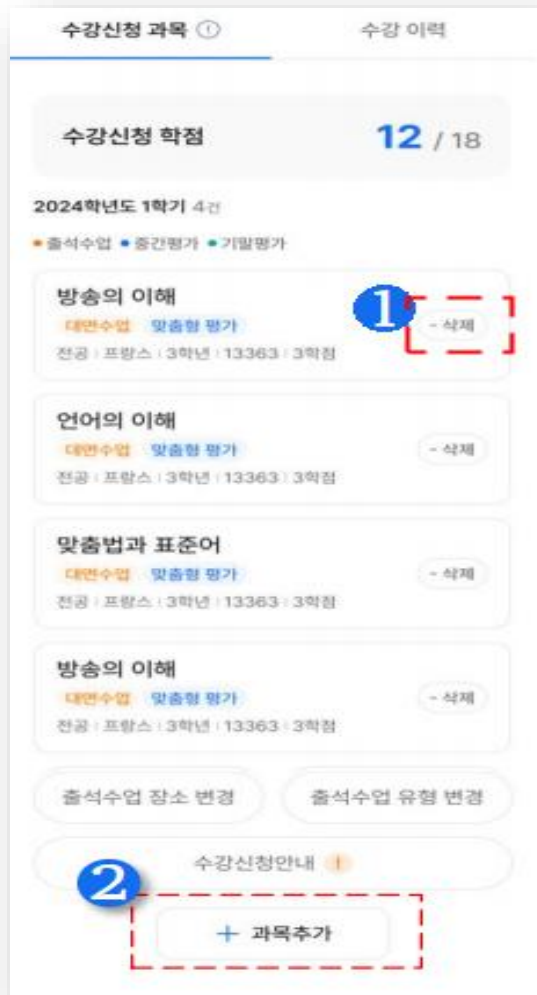 수강신청 과목 !
수강 이력
수강신청 학점
12 / 18
2024학년도 1학기 4건
•출석수업 •중간평가 •기말평가
방송의 이해
1
대면수업 맞춤형 평가
- 삭제
전공 | 프랑스 | 3학년 | 13363 | 3학점
언어의 이해
대면수업 맞춤형 평가
- 삭제
전공 | 프랑스 | 3학년 | 13363 | 3학점
맞춤법과 표준어
대면수업 맞춤형 평가
- 삭제
전공 | 프랑스 | 3학년 | 13363 | 3학점
방송의 이해
대면수업 맞춤형 평가
- 삭제
전공 | 프랑스 | 3학년 | 13363 | 3학점
출석수업 장소 변경
출석수업 유형 변경
수강신청안내 !
2
+ 과목추가